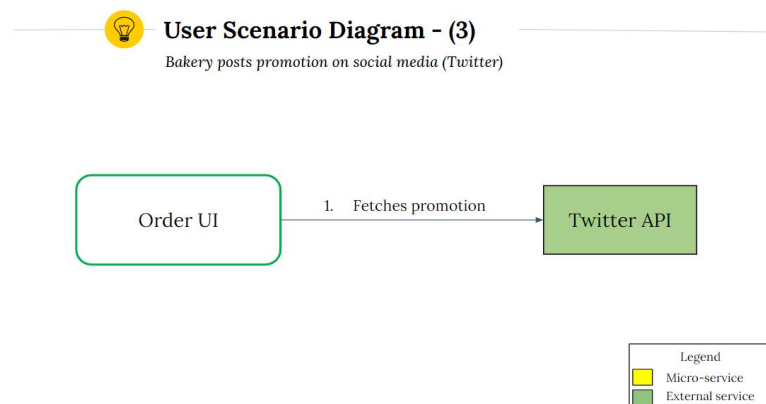 User Scenario Diagram - (3)
Bakery posts promotion on social media (Twitter)
1. Fetches promotion
Order UI
Twitter API
Legend
Micro-service
External service